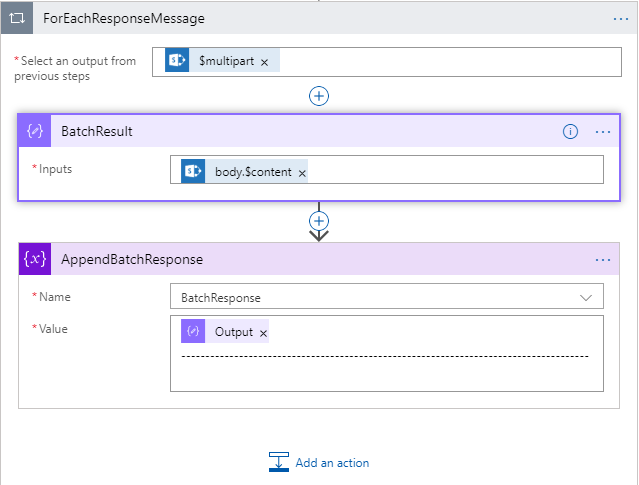 ForEachResponseMessage
...
*Select an output from
previous steps
$multipart ×
{/} BatchResult
i ...
*Inputs
body.$content ×
{x} AppendBatchResponse
...
*Name
BatchResponse
*Value
{/} Output ×
--------------------------------------------------------------------------------
Add an action